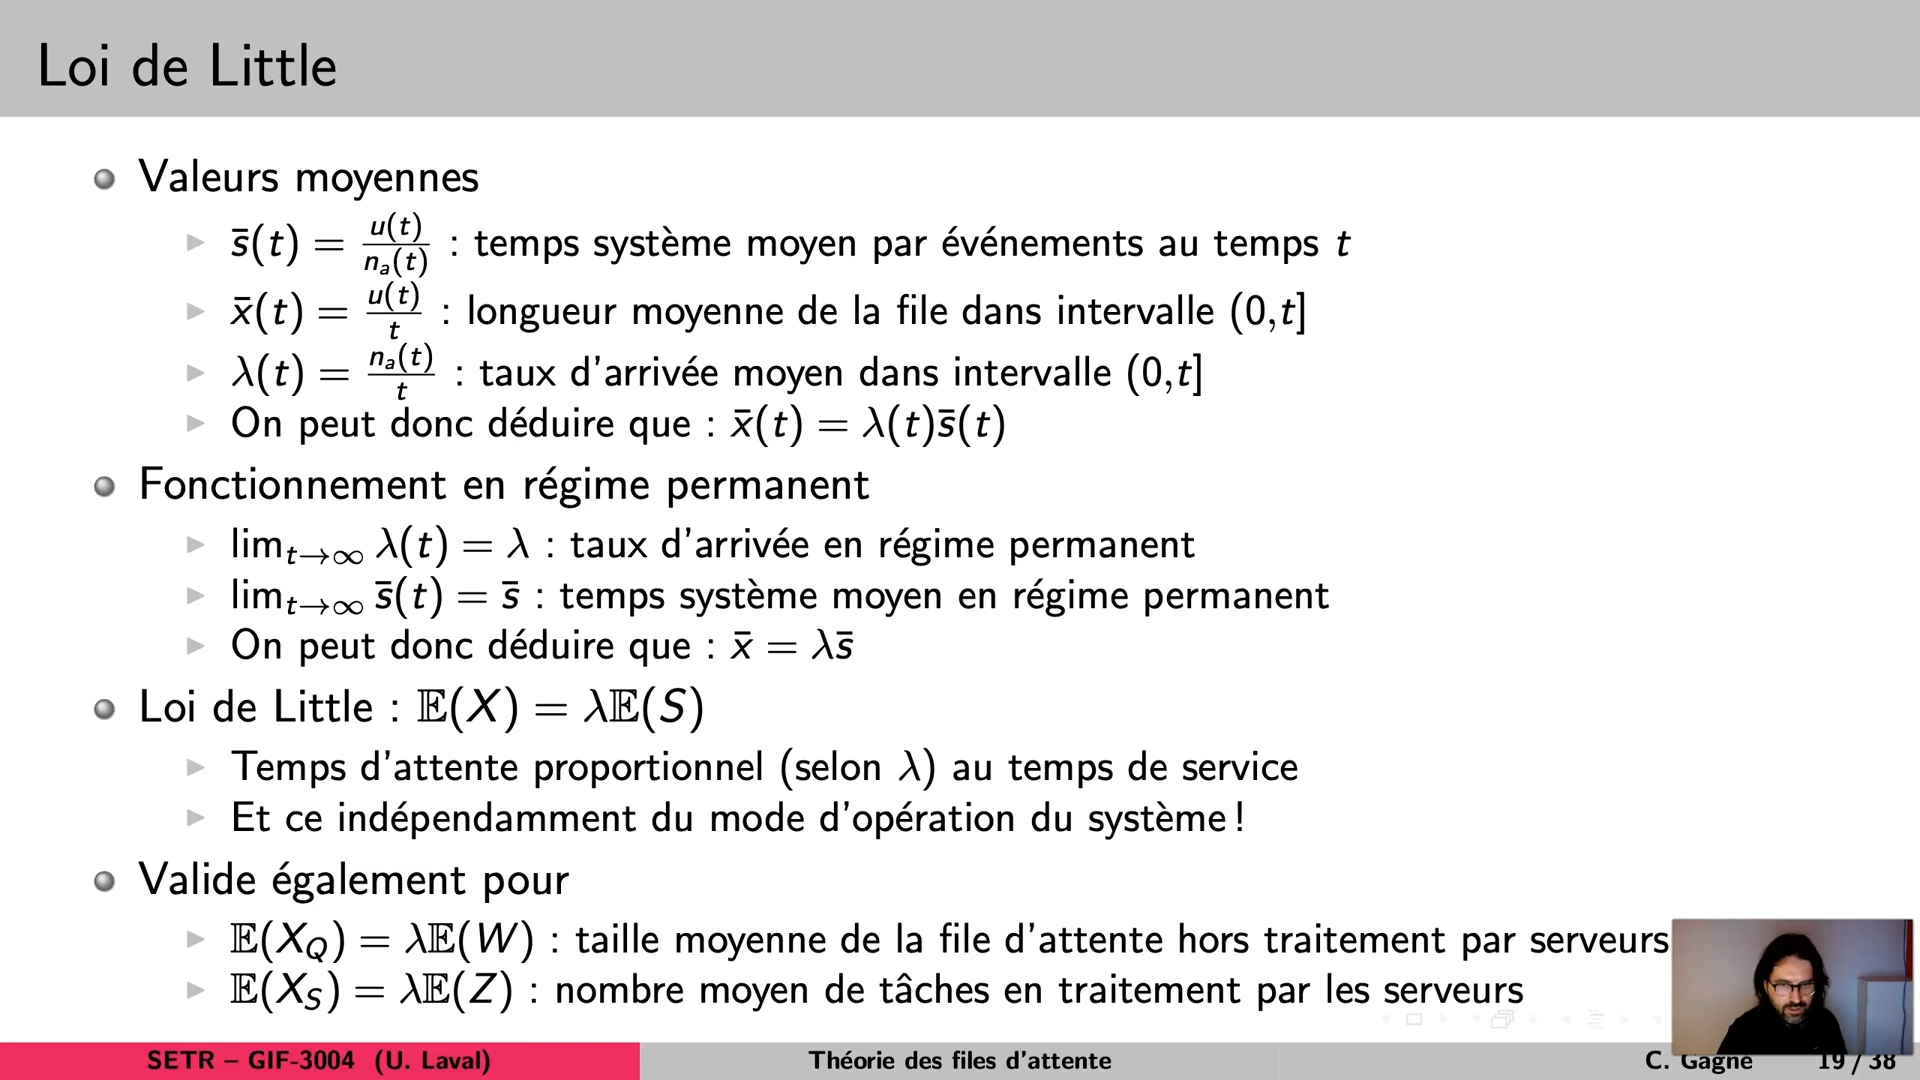 Loi de Little
Valeurs moyennes
s̄(t) = u(t)/nₐ(t) : temps système moyen par événements au temps t
x̄(t) = u(t)/t : longueur moyenne de la file dans intervalle (0,t]
λ(t) = nₐ(t)/t : taux d'arrivée moyen dans intervalle (0,t]
On peut donc déduire que : x̄(t) = λ(t)s̄(t)
Fonctionnement en régime permanent
lim_{t→∞} λ(t) = λ : taux d'arrivée en régime permanent
lim_{t→∞} s̄(t) = s̄ : temps système moyen en régime permanent
On peut donc déduire que : x̄ = λs̄
Loi de Little : 𝔼(X) = λ𝔼(S)
Temps d'attente proportionnel (selon λ) au temps de service
Et ce indépendamment du mode d'opération du système !
Valide également pour
𝔼(X_Q) = λ𝔼(W) : taille moyenne de la file d'attente hors traitement par serveurs
𝔼(X_S) = λ𝔼(Z) : nombre moyen de tâches en traitement par les serveurs
SETR – GIF-3004 (U. Laval) Théorie des files d'attente C. Gagné 19 / 38